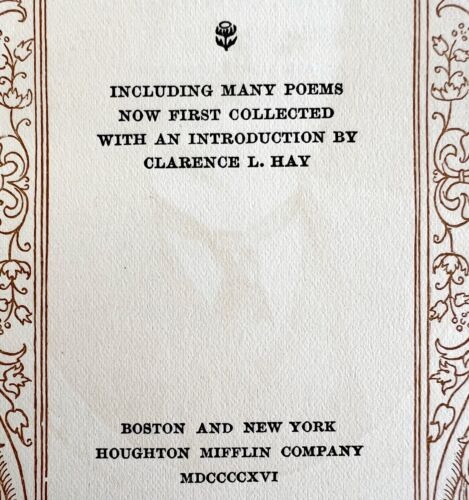 INCLUDING MANY POEMS
NOW FIRST COLLECTED
WITH AN INTRODUCTION BY
CLARENCE L. HAY
BOSTON AND NEW YORK
HOUGHTON MIFFLIN COMPANY
MDCCCCXVI